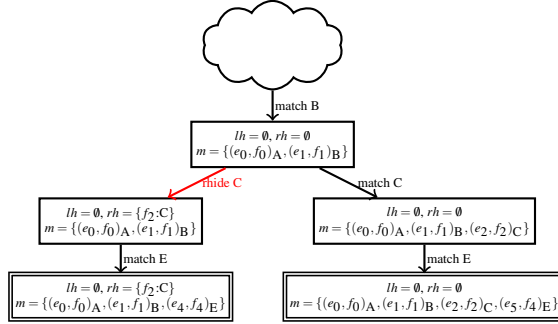 match B
lh = ∅, rh = ∅
m = {(e0, f0)A,(e1, f1)B}
rhide C
match C
lh = ∅, rh = {f2:C}
m = {(e0, f0)A,(e1, f1)B}
lh = ∅, rh = ∅
m = {(e0, f0)A,(e1, f1)B,(e2, f2)C}
match E
match E
lh = ∅, rh = {f2:C}
m = {(e0, f0)A,(e1, f1)B,(e4, f4)E}
lh = ∅, rh = ∅
m = {(e0, f0)A,(e1, f1)B,(e2, f2)C,(e5, f4)E}